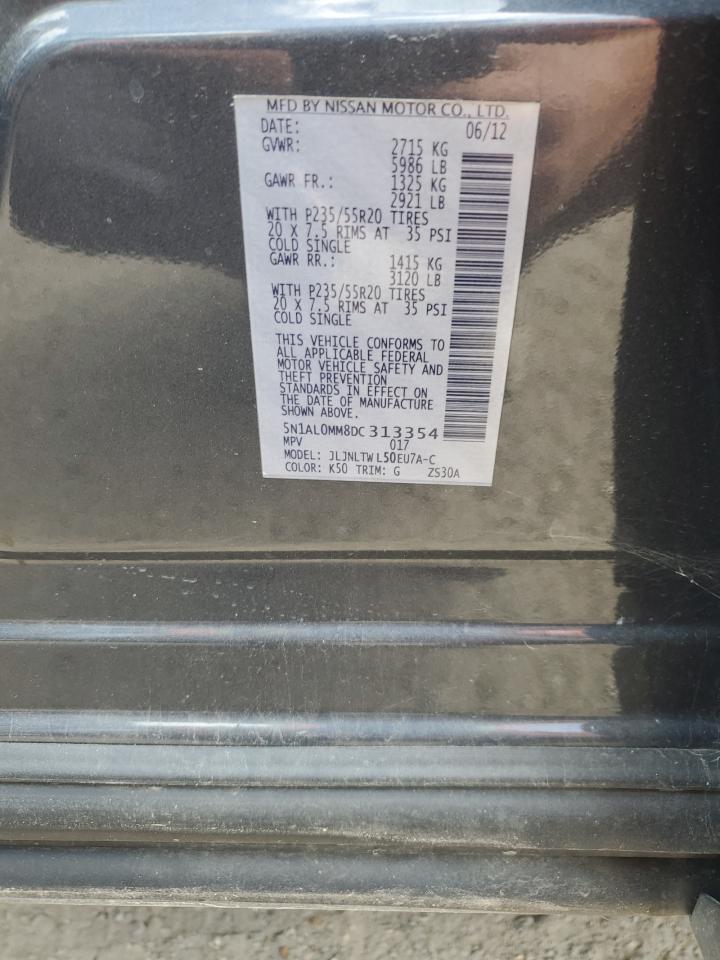 MFD BY NISSAN MOTOR CO., LTD.
DATE: 06/12
GVWR: 2715 KG
5986 LB
GAWR FR.: 1325 KG
2921 LB
WITH P235/55R20 TIRES
20 X 7.5 RIMS AT 35 PSI
COLD SINGLE
GAWR RR.: 1415 KG
3120 LB
WITH P235/55R20 TIRES
20 X 7.5 RIMS AT 35 PSI
COLD SINGLE
THIS VEHICLE CONFORMS TO
ALL APPLICABLE FEDERAL
MOTOR VEHICLE SAFETY AND
THEFT PREVENTION
STANDARDS IN EFFECT ON
THE DATE OF MANUFACTURE
SHOWN ABOVE.
5N1AL0MM8DC313354
MPV 017
MODEL: JLJNLTWL50EU7A-C
COLOR: K50 TRIM: G ZS30A